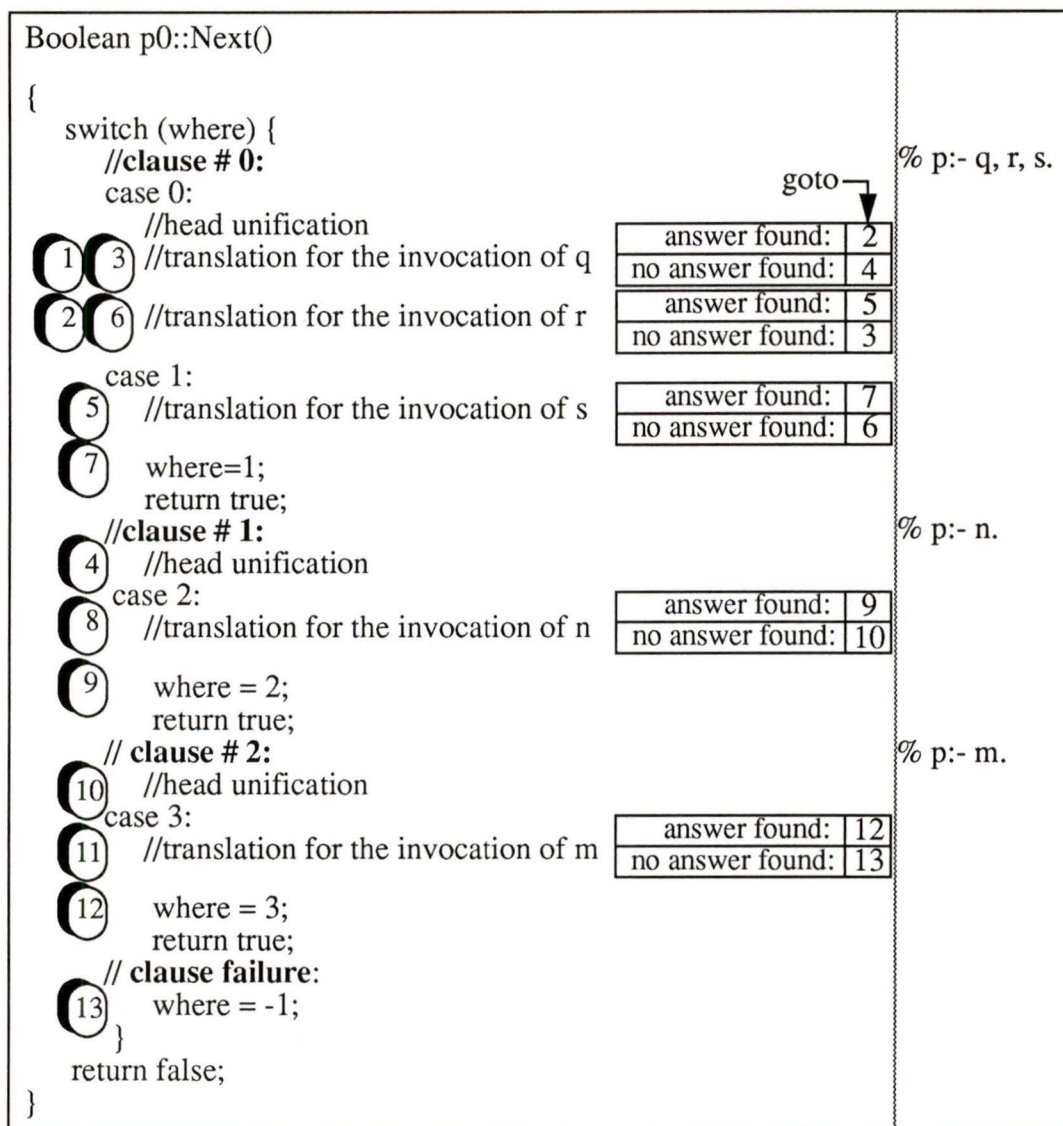 Boolean p0::Next()
{
switch (where) {
//clause # 0:
% p:- q, r, s.
case 0:
goto
//head unification
answer found: 2
1 3 //translation for the invocation of q
no answer found: 4
answer found: 5
2 6 //translation for the invocation of r
no answer found: 3
case 1:
answer found: 7
5 //translation for the invocation of s
no answer found: 6
7 where=1;
return true;
//clause # 1:
% p:- n.
4 //head unification
case 2:
answer found: 9
8 //translation for the invocation of n
no answer found: 10
9 where = 2;
return true;
// clause # 2:
% p:- m.
10 //head unification
case 3:
answer found: 12
11 //translation for the invocation of m
no answer found: 13
12 where = 3;
return true;
// clause failure:
13 where = -1;
}
return false;
}